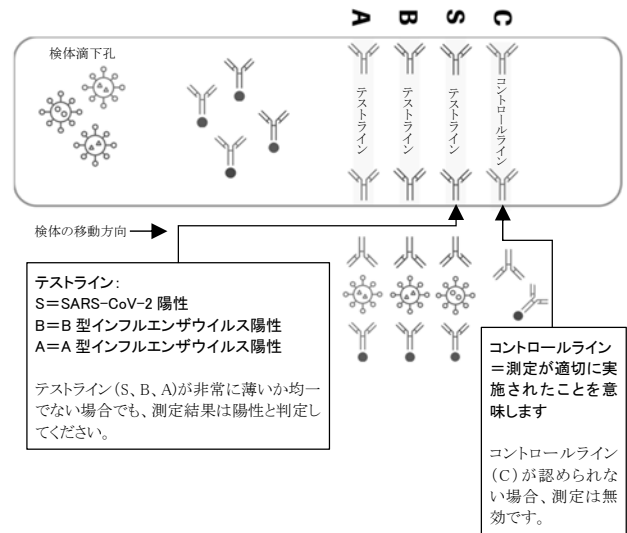 A B S C
検体滴下孔
テストライン
テストライン
テストライン
コントロールライン
検体の移動方向
テストライン：
S＝SARS-CoV-2 陽性
B＝B 型インフルエンザウイルス陽性
A＝A 型インフルエンザウイルス陽性
テストライン（S、B、A）が非常に薄いか均一
でない場合でも、測定結果は陽性と判定し
てください。
コントロールライン
＝測定が適切に実
施されたことを意
味します
コントロールライン
（C）が認められな
い場合、測定は無
効です。